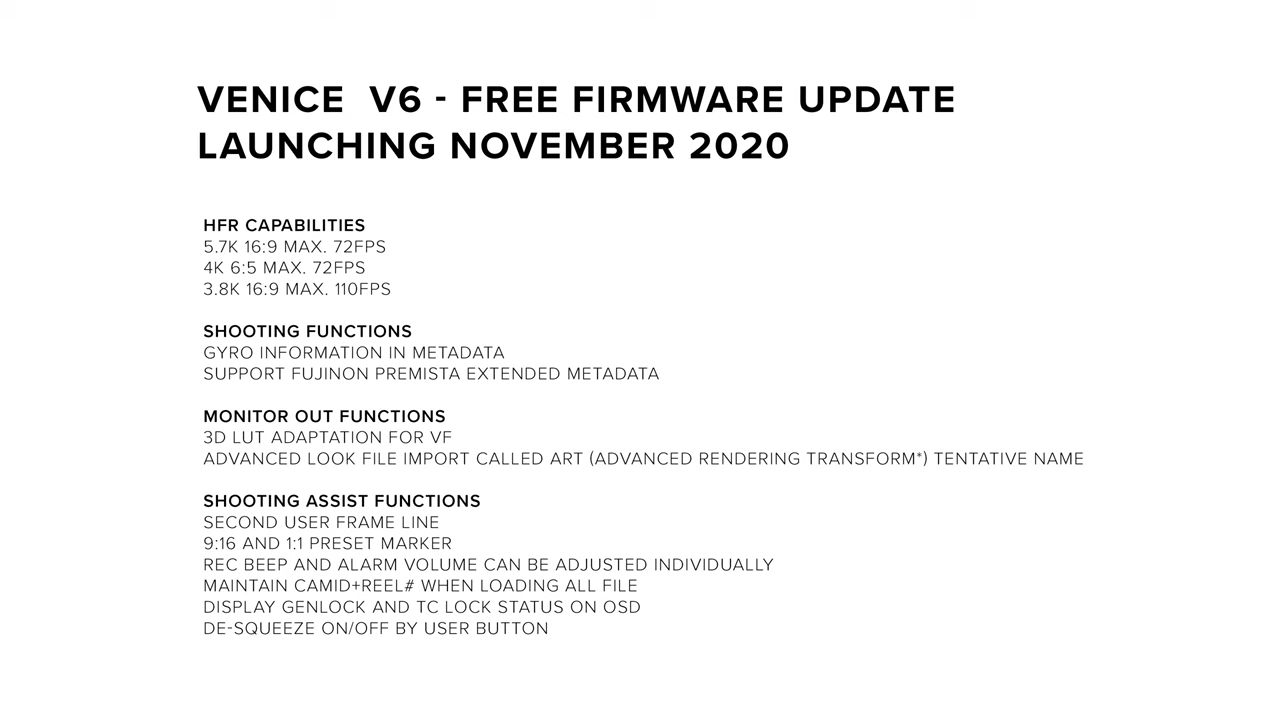 VENICE  V6 - FREE FIRMWARE UPDATE
LAUNCHING NOVEMBER 2020
HFR CAPABILITIES
5.7K 16:9 MAX. 72FPS
4K 6:5 MAX. 72FPS
3.8K 16:9 MAX. 110FPS
SHOOTING FUNCTIONS
GYRO INFORMATION IN METADATA
SUPPORT FUJINON PREMISTA EXTENDED METADATA
MONITOR OUT FUNCTIONS
3D LUT ADAPTATION FOR VF
ADVANCED LOOK FILE IMPORT CALLED ART (ADVANCED RENDERING TRANSFORM*) TENTATIVE NAME
SHOOTING ASSIST FUNCTIONS
SECOND USER FRAME LINE
9:16 AND 1:1 PRESET MARKER
REC BEEP AND ALARM VOLUME CAN BE ADJUSTED INDIVIDUALLY
MAINTAIN CAMID+REEL# WHEN LOADING ALL FILE
DISPLAY GENLOCK AND TC LOCK STATUS ON OSD
DE-SQUEEZE ON/OFF BY USER BUTTON